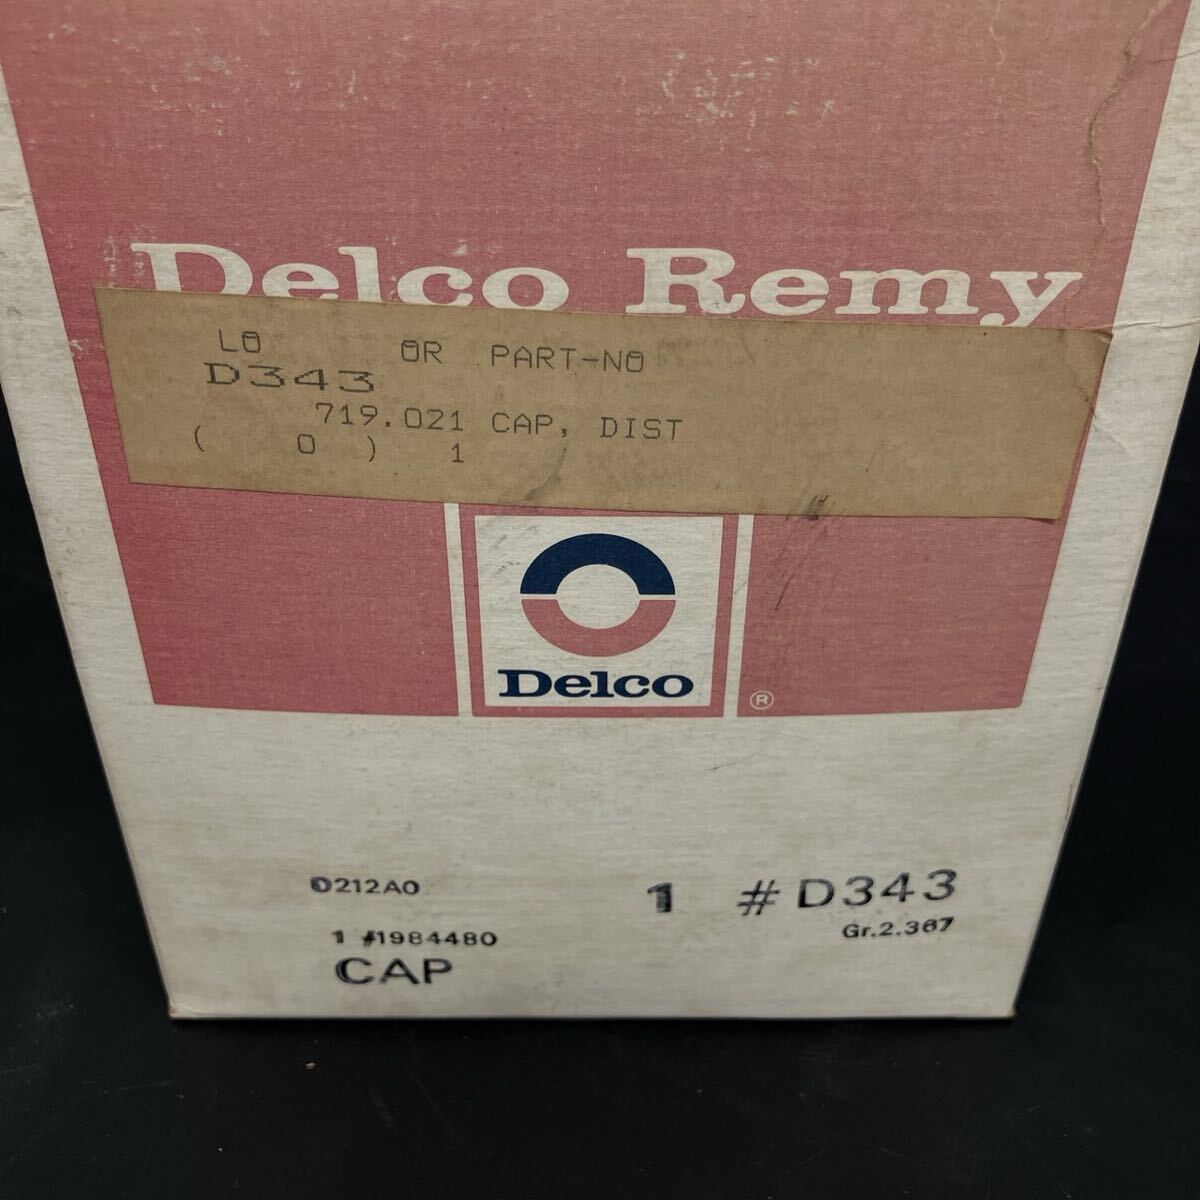 Delco Remy
LO OR PART-NO
D343
719.021 CAP, DIST
( 0 ) 1
Delco
®
D212A0
1 #D343
Gr.2.367
1 #1984480
CAP